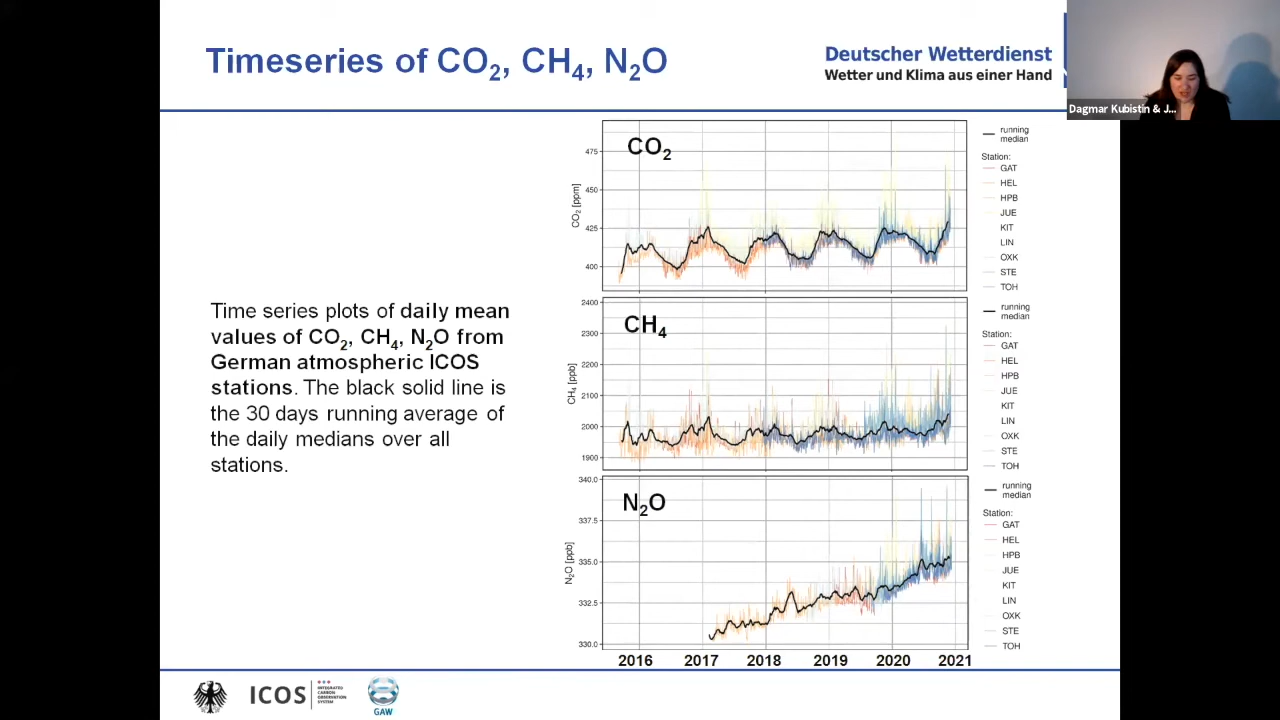 Timeseries of CO2, CH4, N2O
Deutscher Wetterdienst
Wetter und Klima aus einer Hand
Dagmar Kubistin & J...
Time series plots of daily mean
values of CO2, CH4, N2O from
German atmospheric ICOS
stations. The black solid line is
the 30 days running average of
the daily medians over all
stations.
CO2
CO2 [ppm]
475
450
425
400
running
median
Station:
GAT
HEL
HPB
JUE
KIT
LIN
OXK
STE
TOH
CH4
CH4 [ppb]
2400
2300
2200
2100
2000
1900
running
median
Station:
GAT
HEL
HPB
JUE
KIT
LIN
OXK
STE
TOH
N2O
N2O [ppb]
340.0
337.5
335.0
332.5
330.0
running
median
Station:
GAT
HEL
HPB
JUE
KIT
LIN
OXK
STE
TOH
2016 2017 2018 2019 2020 2021
ICOS
INTEGRATED
CARBON
OBSERVATION
SYSTEM
GAW